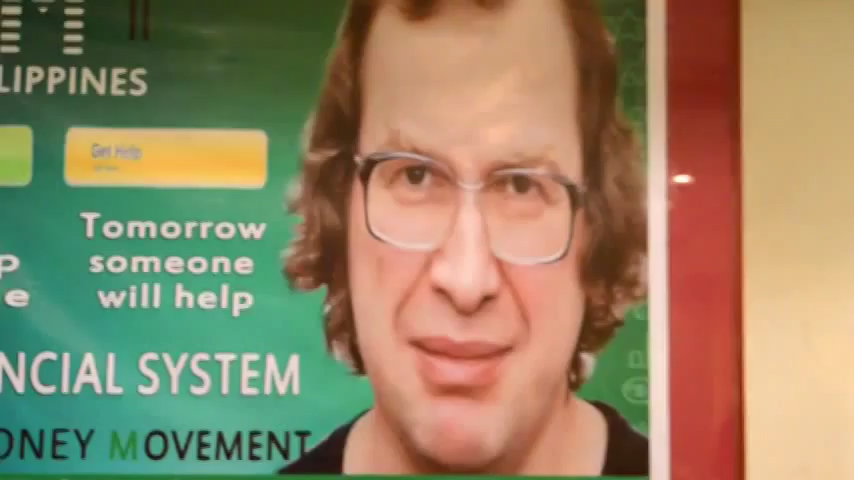 M
LIPPINES
Get Help
Tomorrow
p someone
e will help
NCIAL SYSTEM
ONEY MOVEMENT